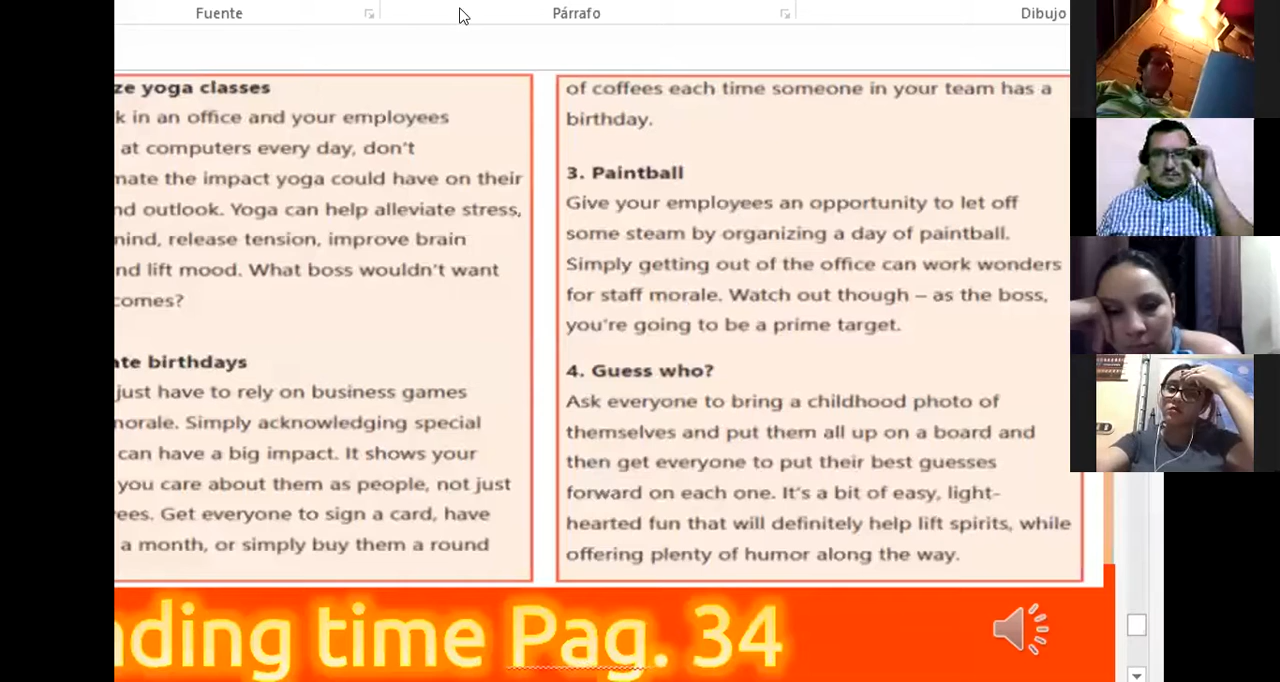 Fuente
Párrafo
Dibujo
ze yoga classes
k in an office and your employees
at computers every day, don't
mate the impact yoga could have on their
nd outlook. Yoga can help alleviate stress,
mind, release tension, improve brain
nd lift mood. What boss wouldn't want
comes?
ate birthdays
just have to rely on business games
norale. Simply acknowledging special
can have a big impact. It shows your
you care about them as people, not just
ees. Get everyone to sign a card, have
a month, or simply buy them a round
of coffees each time someone in your team has a
birthday.
3. Paintball
Give your employees an opportunity to let off
some steam by organizing a day of paintball.
Simply getting out of the office can work wonders
for staff morale. Watch out though – as the boss,
you're going to be a prime target.
4. Guess who?
Ask everyone to bring a childhood photo of
themselves and put them all up on a board and
then get everyone to put their best guesses
forward on each one. It's a bit of easy, light-
hearted fun that will definitely help lift spirits, while
offering plenty of humor along the way.
ding time Pag. 34